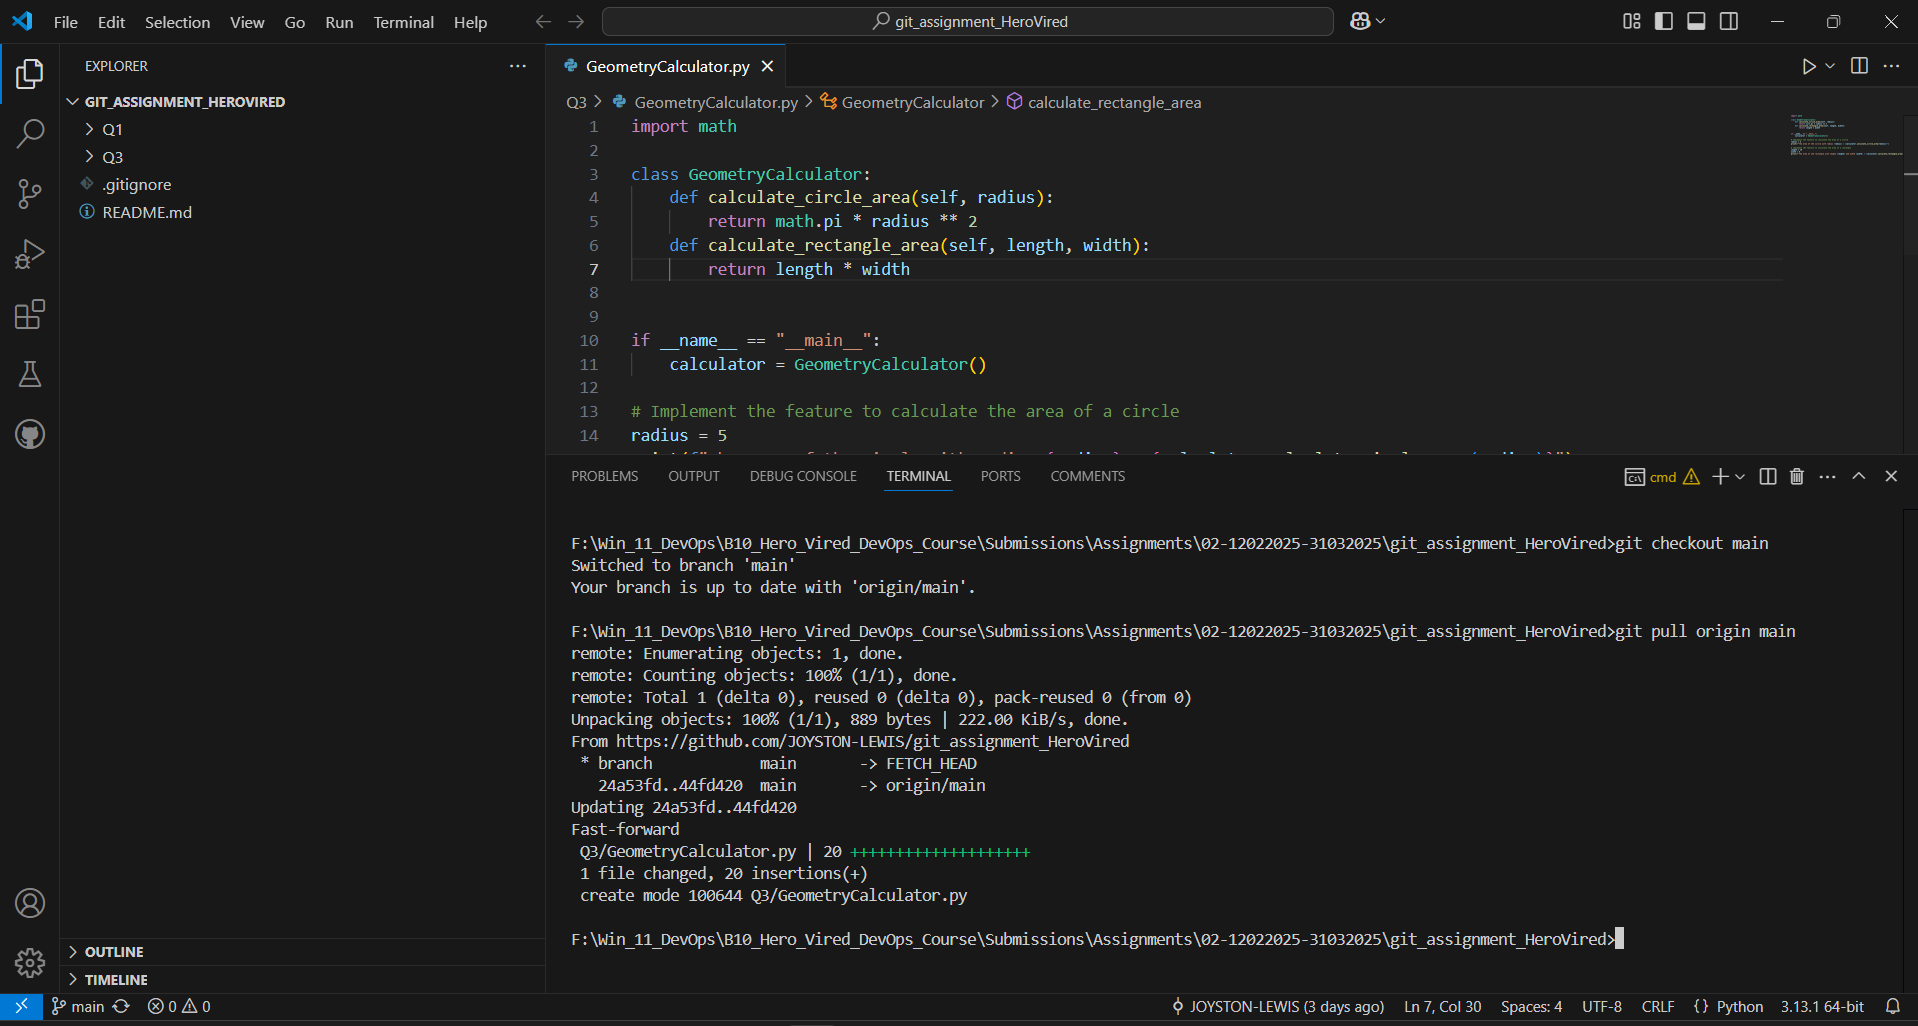 File Edit Selection View Go Run Terminal Help
git_assignment_HeroVired
EXPLORER
GIT_ASSIGNMENT_HEROVIRED
Q1
Q3
.gitignore
README.md
OUTLINE
TIMELINE
GeometryCalculator.py
Q3 > GeometryCalculator.py > GeometryCalculator > calculate_rectangle_area
1 import math
2
3 class GeometryCalculator:
4 def calculate_circle_area(self, radius):
5 return math.pi * radius ** 2
6 def calculate_rectangle_area(self, length, width):
7 return length * width
8
9
10 if __name__ == "__main__":
11 calculator = GeometryCalculator()
12
13 # Implement the feature to calculate the area of a circle
14 radius = 5
PROBLEMS OUTPUT DEBUG CONSOLE TERMINAL PORTS COMMENTS
cmd
F:\Win_11_DevOps\B10_Hero_Vired_DevOps_Course\Submissions\Assignments\02-12022025-31032025\git_assignment_HeroVired>git checkout main
Switched to branch 'main'
Your branch is up to date with 'origin/main'.
F:\Win_11_DevOps\B10_Hero_Vired_DevOps_Course\Submissions\Assignments\02-12022025-31032025\git_assignment_HeroVired>git pull origin main
remote: Enumerating objects: 1, done.
remote: Counting objects: 100% (1/1), done.
remote: Total 1 (delta 0), reused 0 (delta 0), pack-reused 0 (from 0)
Unpacking objects: 100% (1/1), 889 bytes | 222.00 KiB/s, done.
From https://github.com/JOYSTON-LEWIS/git_assignment_HeroVired
* branch main -> FETCH_HEAD
24a53fd..44fd420 main -> origin/main
Updating 24a53fd..44fd420
Fast-forward
Q3/GeometryCalculator.py | 20 ++++++++++++++++++++
1 file changed, 20 insertions(+)
create mode 100644 Q3/GeometryCalculator.py
F:\Win_11_DevOps\B10_Hero_Vired_DevOps_Course\Submissions\Assignments\02-12022025-31032025\git_assignment_HeroVired>
main 0 0 JOYSTON-LEWIS (3 days ago) Ln 7, Col 30 Spaces: 4 UTF-8 CRLF {} Python 3.13.1 64-bit